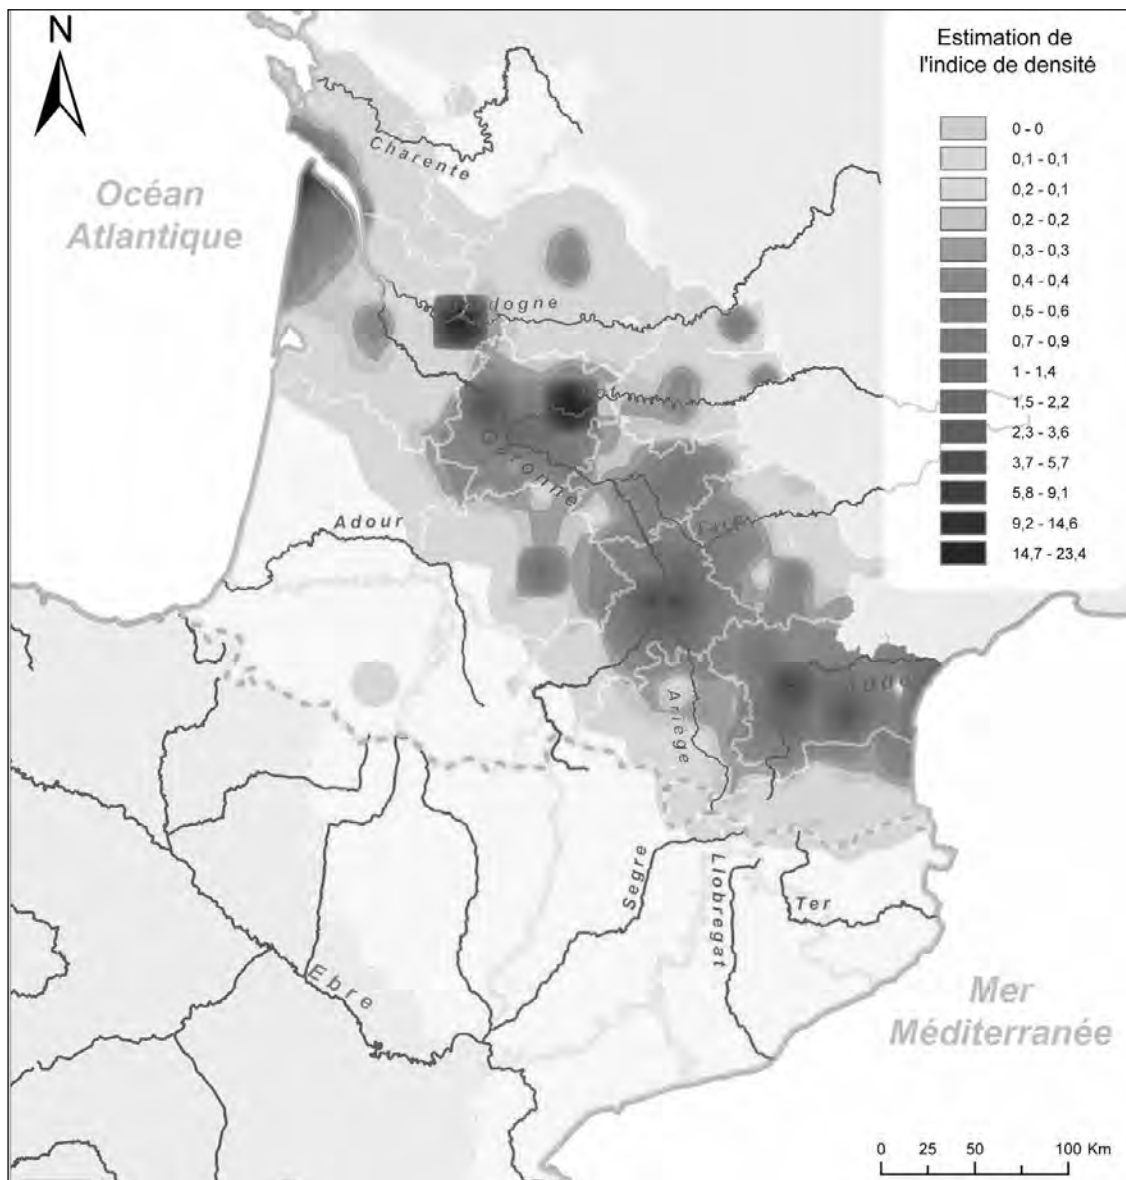 N
Estimation de
l'indice de densité
0 - 0
0,1 - 0,1
0,2 - 0,1
0,2 - 0,2
0,3 - 0,3
0,4 - 0,4
0,5 - 0,6
0,7 - 0,9
1 - 1,4
1,5 - 2,2
2,3 - 3,6
3,7 - 5,7
5,8 - 9,1
9,2 - 14,6
14,7 - 23,4
Charente
Océan
Atlantique
dogne
Garonne
Tarn
Adour
Aude
Ariège
Segre
Llobregat
Ter
Ebre
Mer
Méditerranée
0 25 50 100 Km